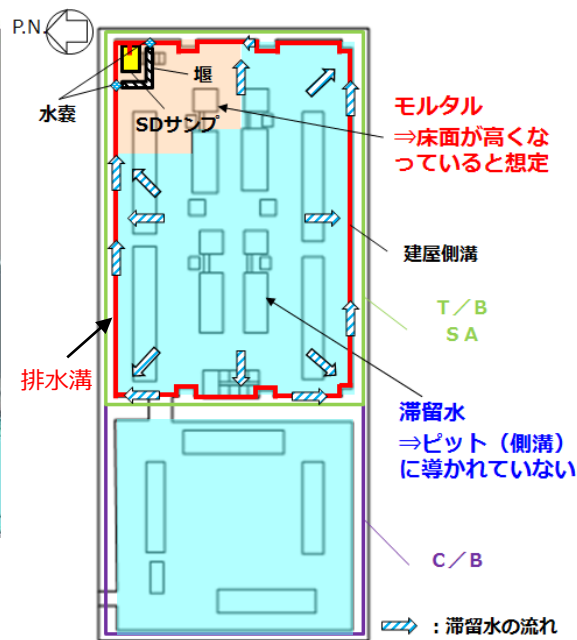 P.N.
水嚢
堰
SDサンプ
モルタル
⇒床面が高くな
っていると想定
建屋側溝
T/B
SA
排水溝
滞留水
⇒ピット（側溝）
に導かれていない
C/B
：滞留水の流れ